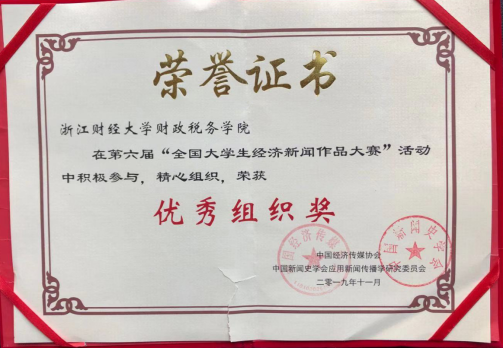 荣誉证书
浙江财经大学财政税务学院
在第六届“全国大学生经济新闻作品大赛”活动
中积极参与，精心组织，荣获
优秀组织奖
中国经济传媒协会
中国新闻史学会应用新闻传播学研究委员会
二零一九年十一月